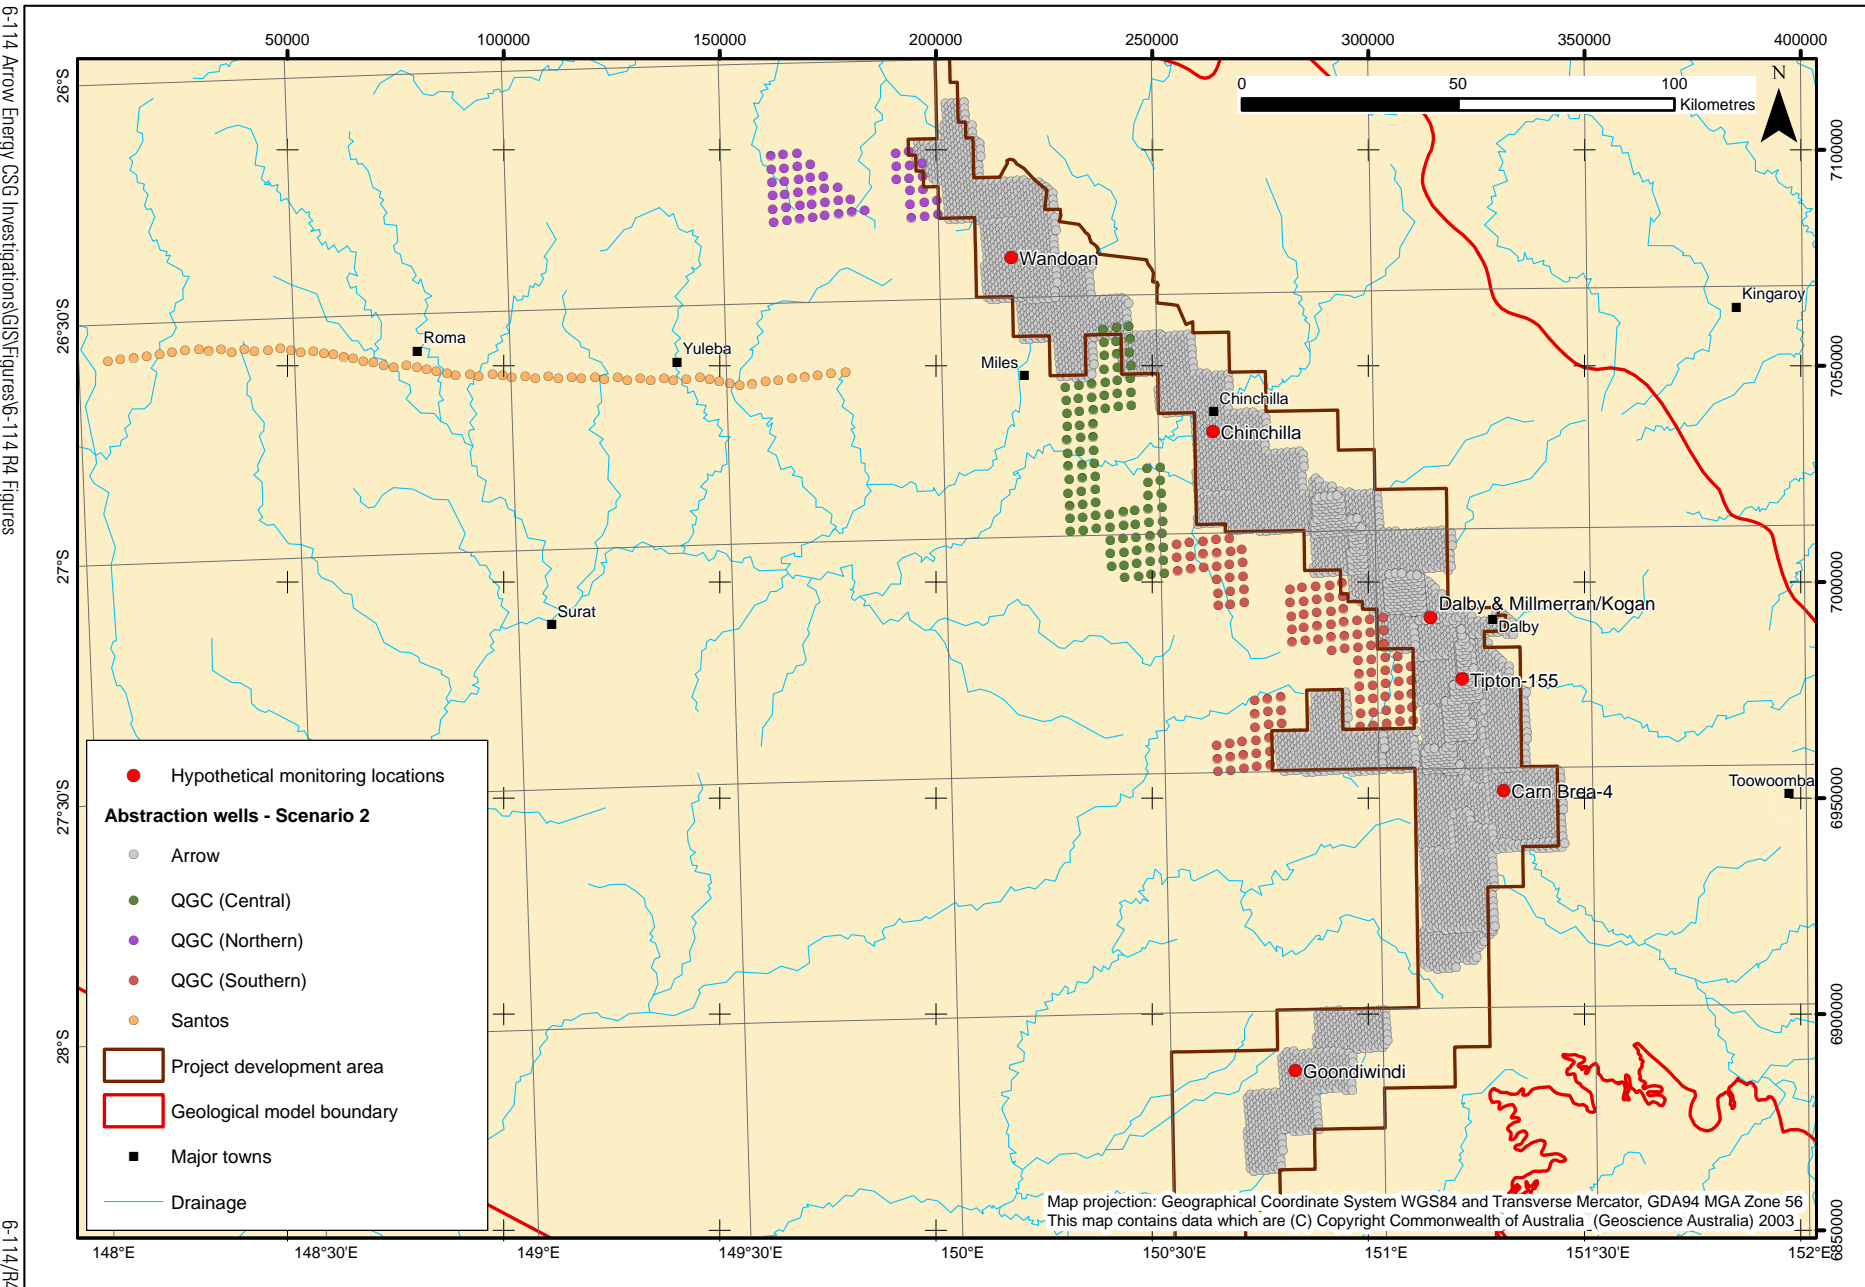 6-114 Arrow Energy CSG Investigations\GIS\Figures\6-114 R4 Figures
6-114/R4
50000 100000 150000 200000 250000 300000 350000 400000
26°S
26°30'S
27°S
27°30'S
28°S
7100000
7050000
7000000
6950000
6900000
6850000
0 50 100
Kilometres
N
Wandoan
Kingaroy
Roma
Yuleba
Miles
Chinchilla
Chinchilla
Surat
Dalby & Millmerran/Kogan
Dalby
Tipton-155
Toowoomba
Carn Brea-4
Goondiwindi
Hypothetical monitoring locations
Abstraction wells - Scenario 2
Arrow
QGC (Central)
QGC (Northern)
QGC (Southern)
Santos
Project development area
Geological model boundary
Major towns
Drainage
Map projection: Geographical Coordinate System WGS84 and Transverse Mercator, GDA94 MGA Zone 56
This map contains data which are (C) Copyright Commonwealth of Australia (Geoscience Australia) 2003
148°E 148°30'E 149°E 149°30'E 150°E 150°30'E 151°E 151°30'E 152°E